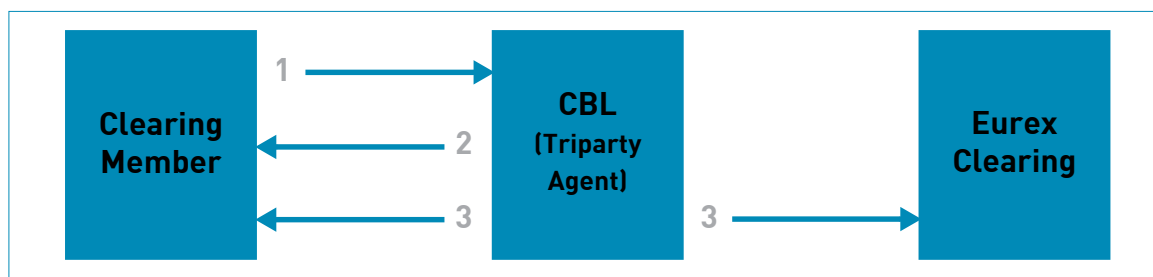 1
Clearing
Member
2
3
CBL
(Triparty
Agent)
3
Eurex
Clearing